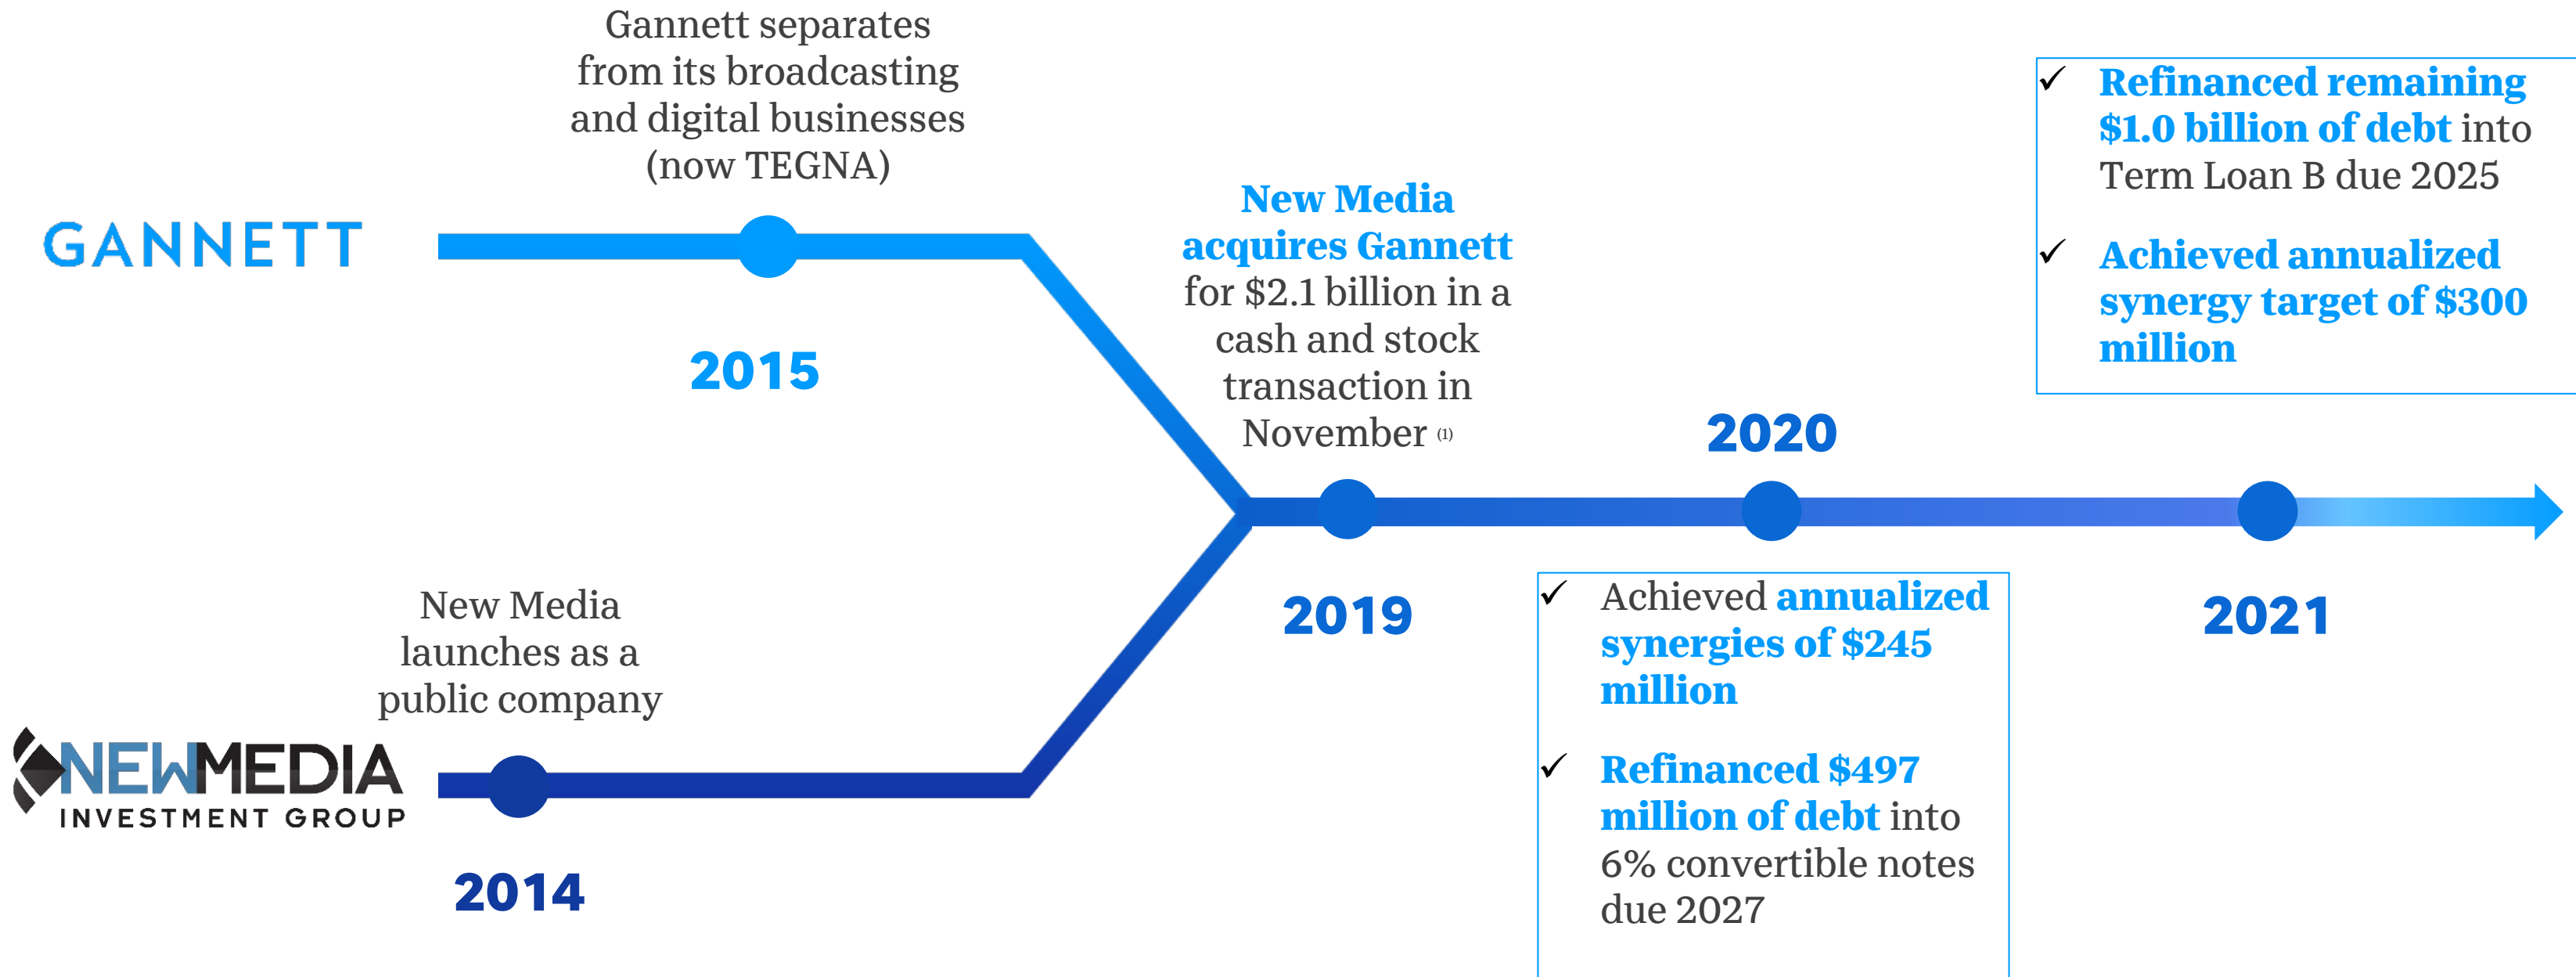 Gannett separates
from its broadcasting
and digital businesses
(now TEGNA)
GANNETT
2015
New Media
launches as a
public company
NEWMEDIA
INVESTMENT GROUP
2014
New Media
acquires Gannett
for $2.1 billion in a
cash and stock
transaction in
November (1)
2019
2020
✓ Achieved annualized
synergies of $245
million
✓ Refinanced $497
million of debt into
6% convertible notes
due 2027
✓ Refinanced remaining
$1.0 billion of debt into
Term Loan B due 2025
✓ Achieved annualized
synergy target of $300
million
2021